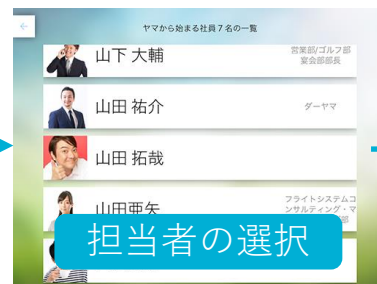 ヤマから始まる社員7名の一覧
山下 大輔
営業部/ゴルフ部
宴会部部長
山田 祐介
ダーヤマ
山田 拓哉
山田亜矢
フライトシステムコ
ンサルティング・マ
担当者の選択